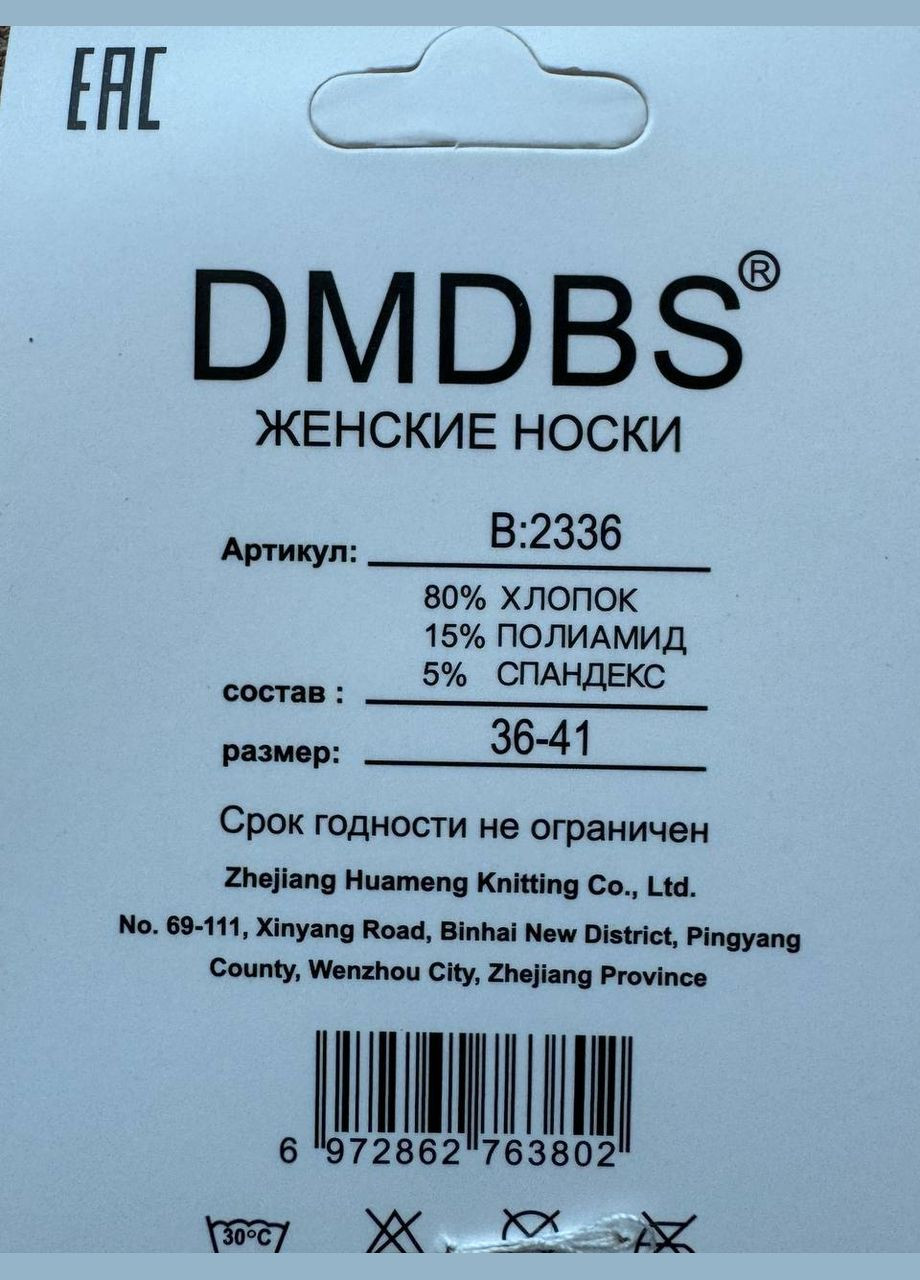 EAC
DMDBS®
ЖЕНСКИЕ НОСКИ
Артикул: B:2336
80% ХЛОПОК
15% ПОЛИАМИД
5% СПАНДЕКС
состав :
размер: 36-41
Срок годности не ограничен
Zhejiang Huameng Knitting Co., Ltd.
No. 69-111, Xinyang Road, Binhai New District, Pingyang
County, Wenzhou City, Zhejiang Province
6 972862 763802
30°C